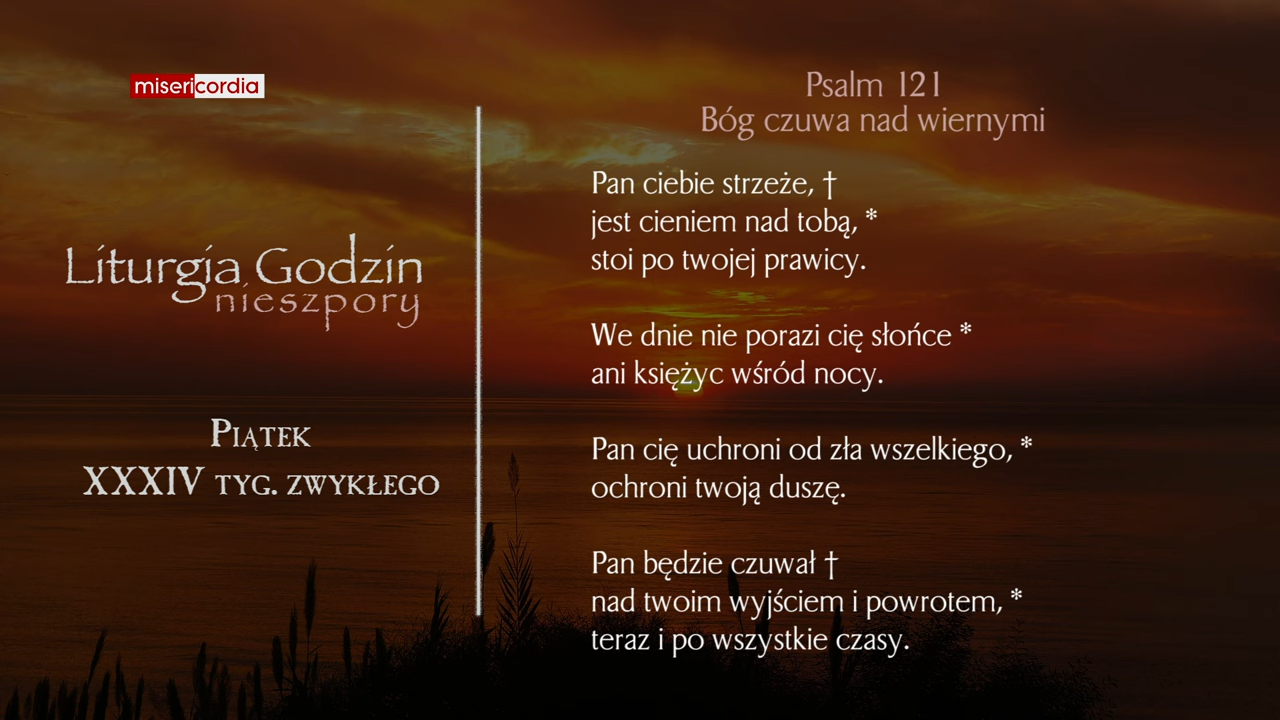 misericordia
Liturgia Godzin
nieszpory
Piątek
XXXIV tyg. zwykłego
Psalm 121
Bóg czuwa nad wiernymi
Pan ciebie strzeże, †
jest cieniem nad tobą, *
stoi po twojej prawicy.
We dnie nie porazi cię słońce *
ani księżyc wśród nocy.
Pan cię uchroni od zła wszelkiego, *
ochroni twoją duszę.
Pan będzie czuwał †
nad twoim wyjściem i powrotem, *
teraz i po wszystkie czasy.